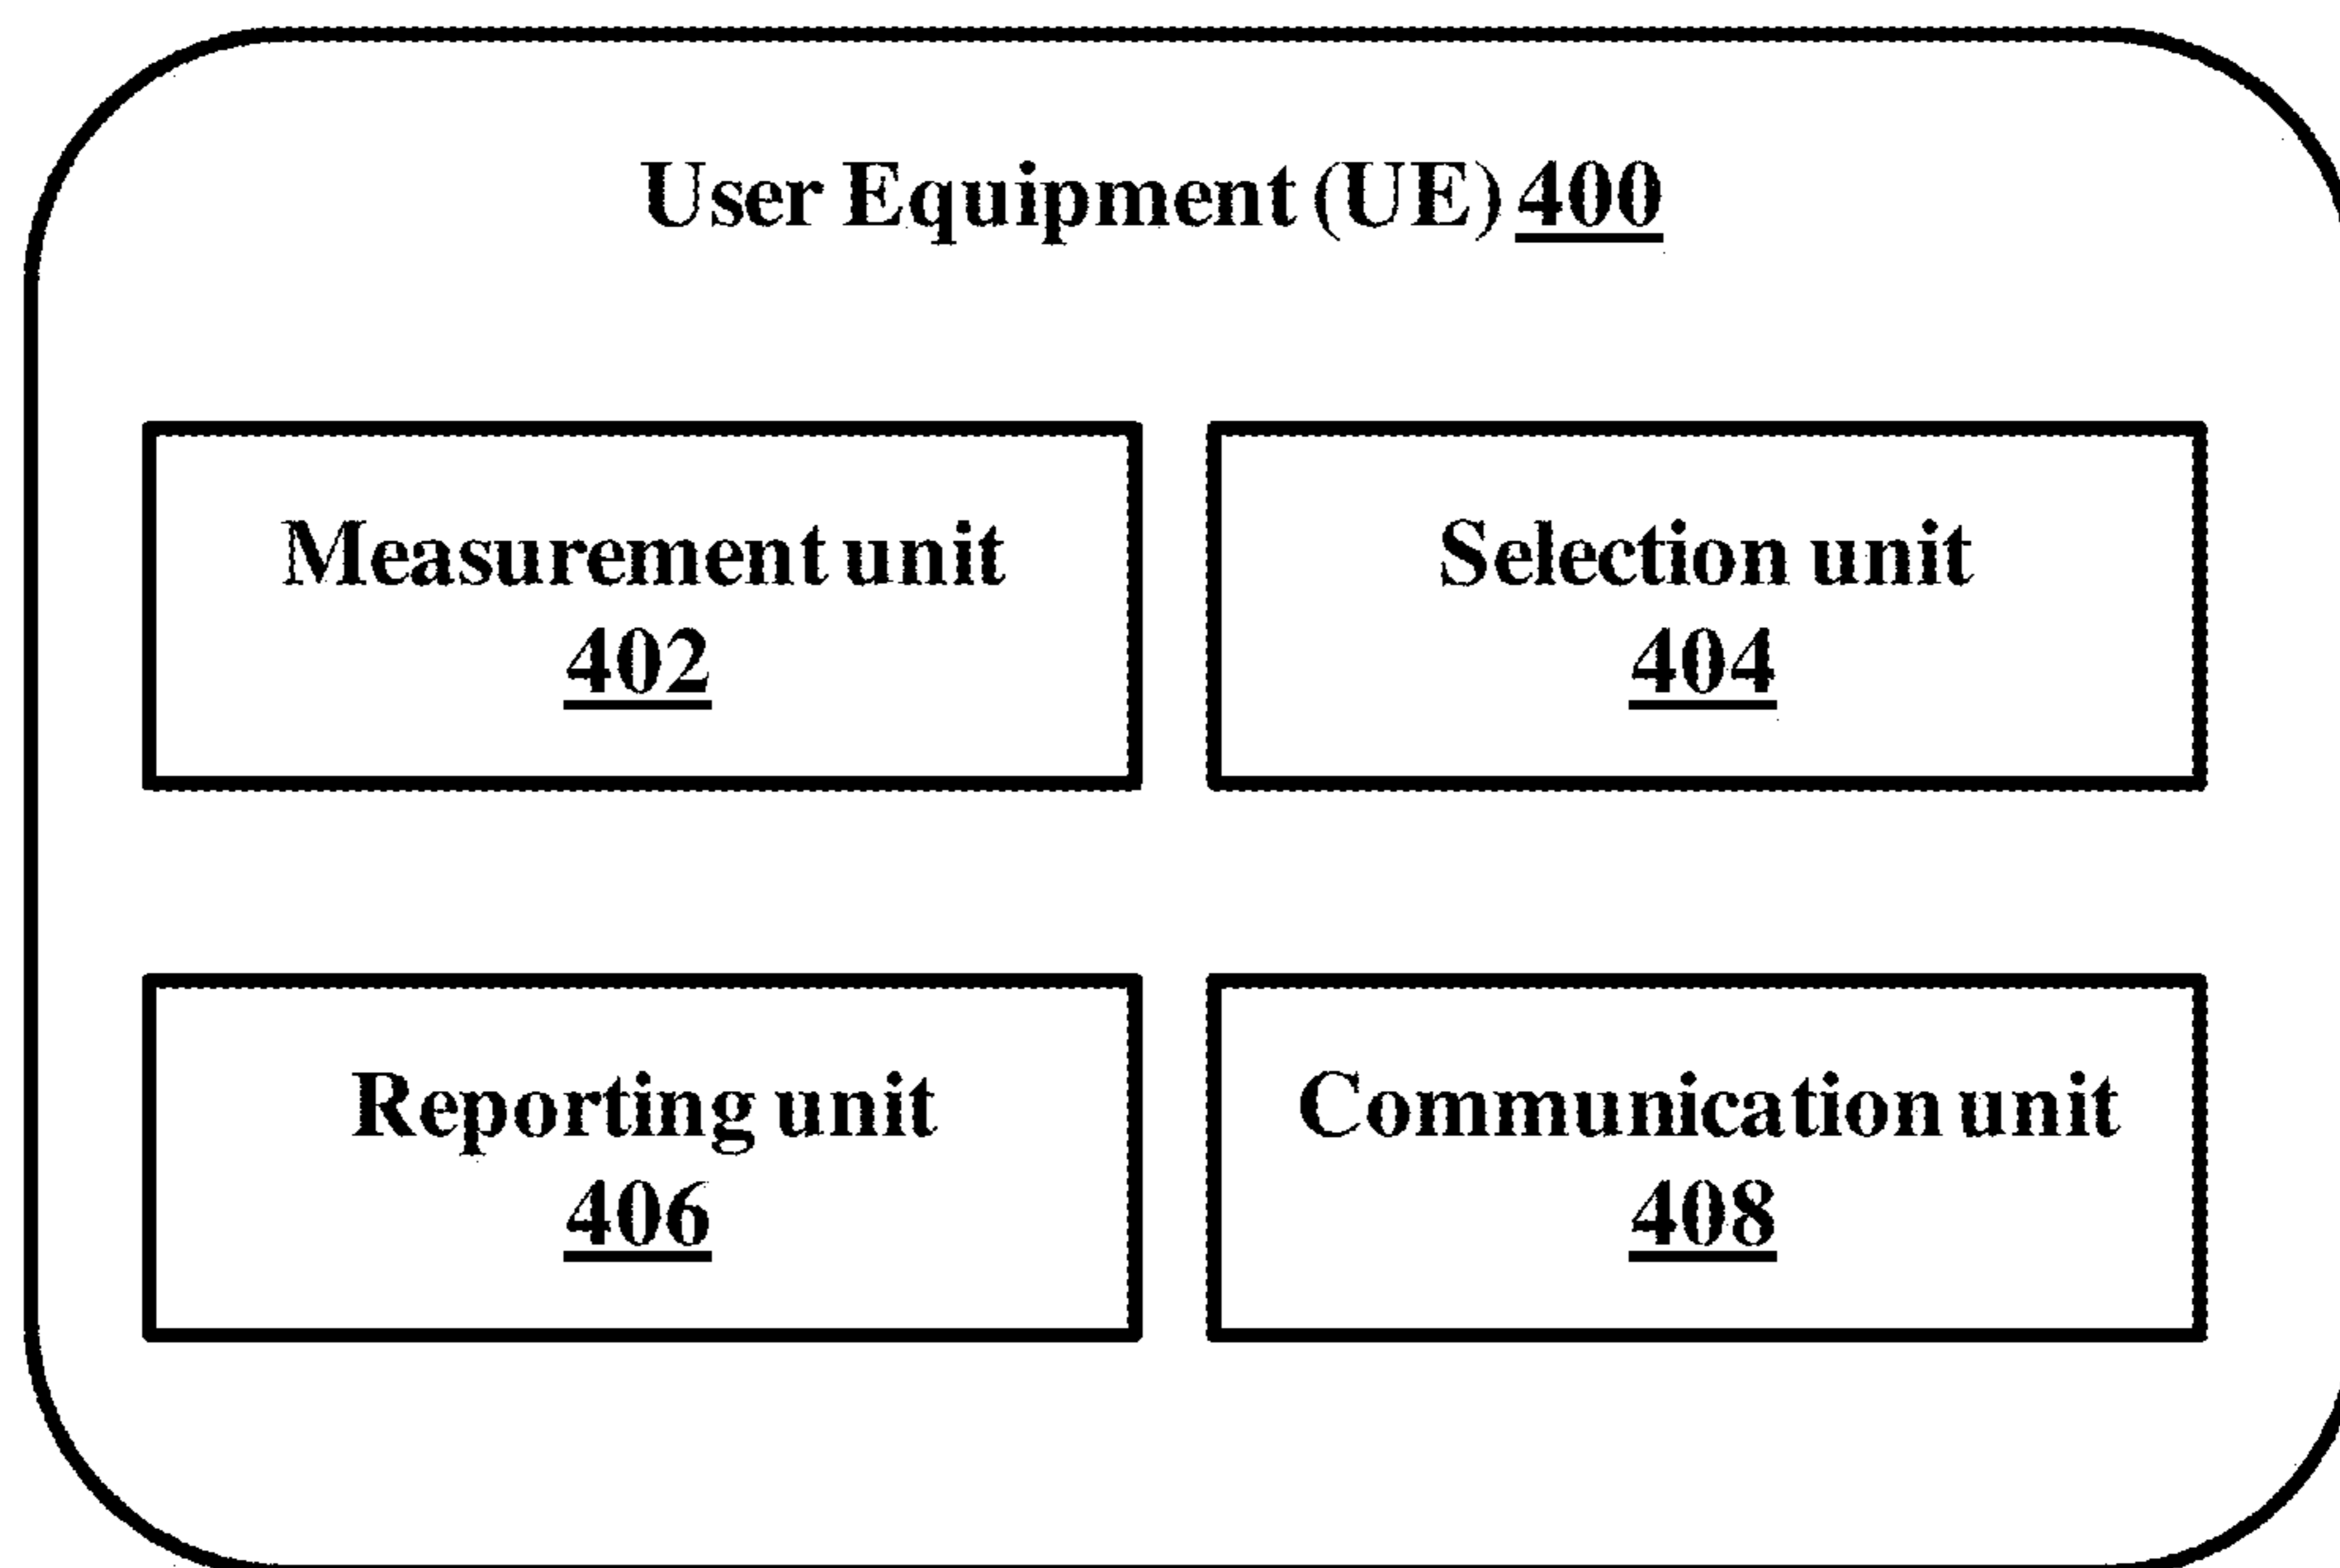 User Equipment (UE) 400
Measurement unit
402
Selection unit
404
Reporting unit
406
Communication unit
408